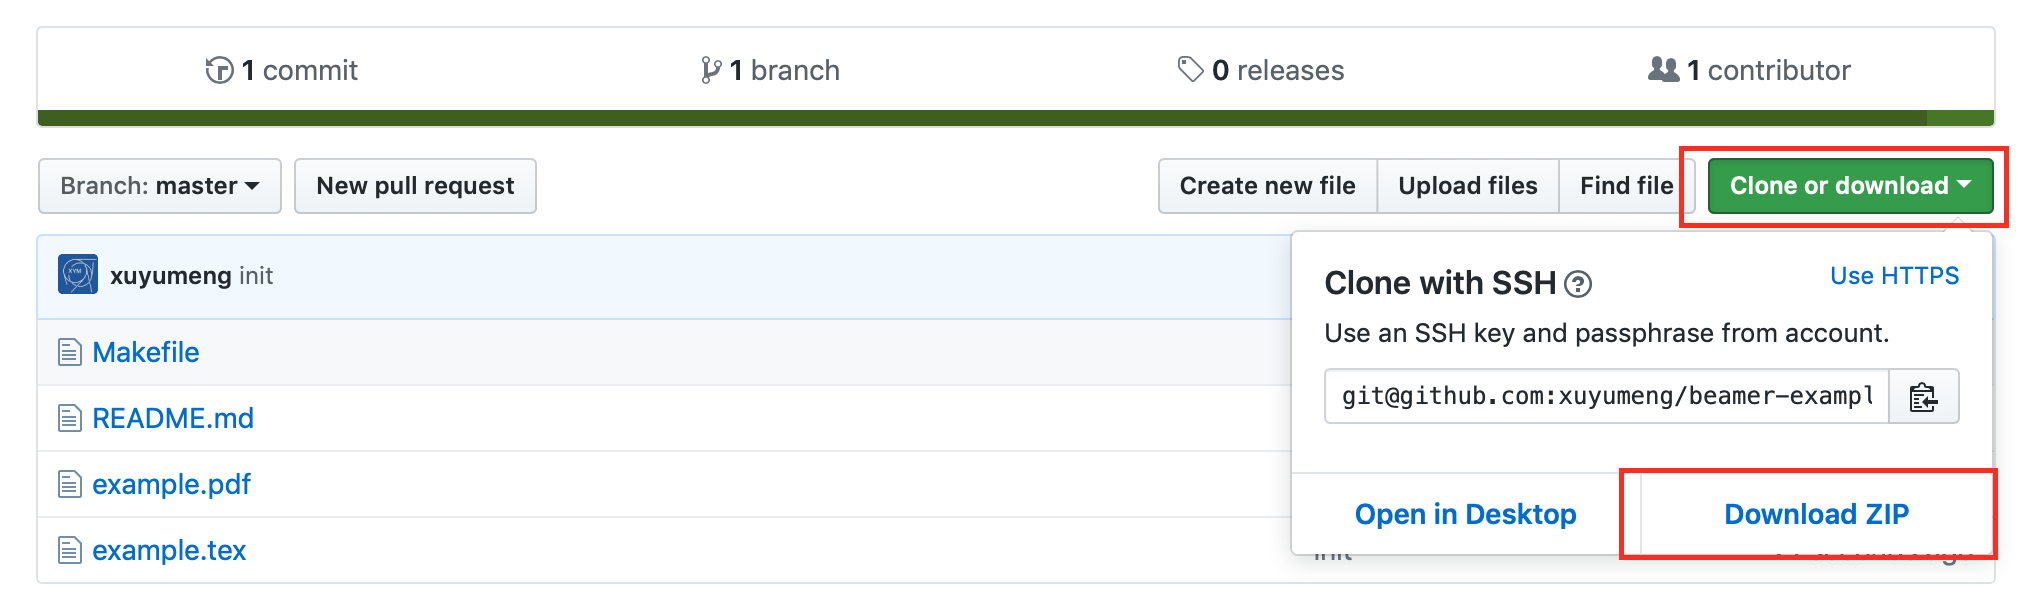 1 commit
1 branch
0 releases
1 contributor
Branch: master
New pull request
Create new file
Upload files
Find file
Clone or download
XYM
xuyumeng init
Clone with SSH
Use HTTPS
Use an SSH key and passphrase from account.
Makefile
git@github.com:xuyumeng/beamer-exampl
README.md
example.pdf
Open in Desktop
Download ZIP
example.tex
init